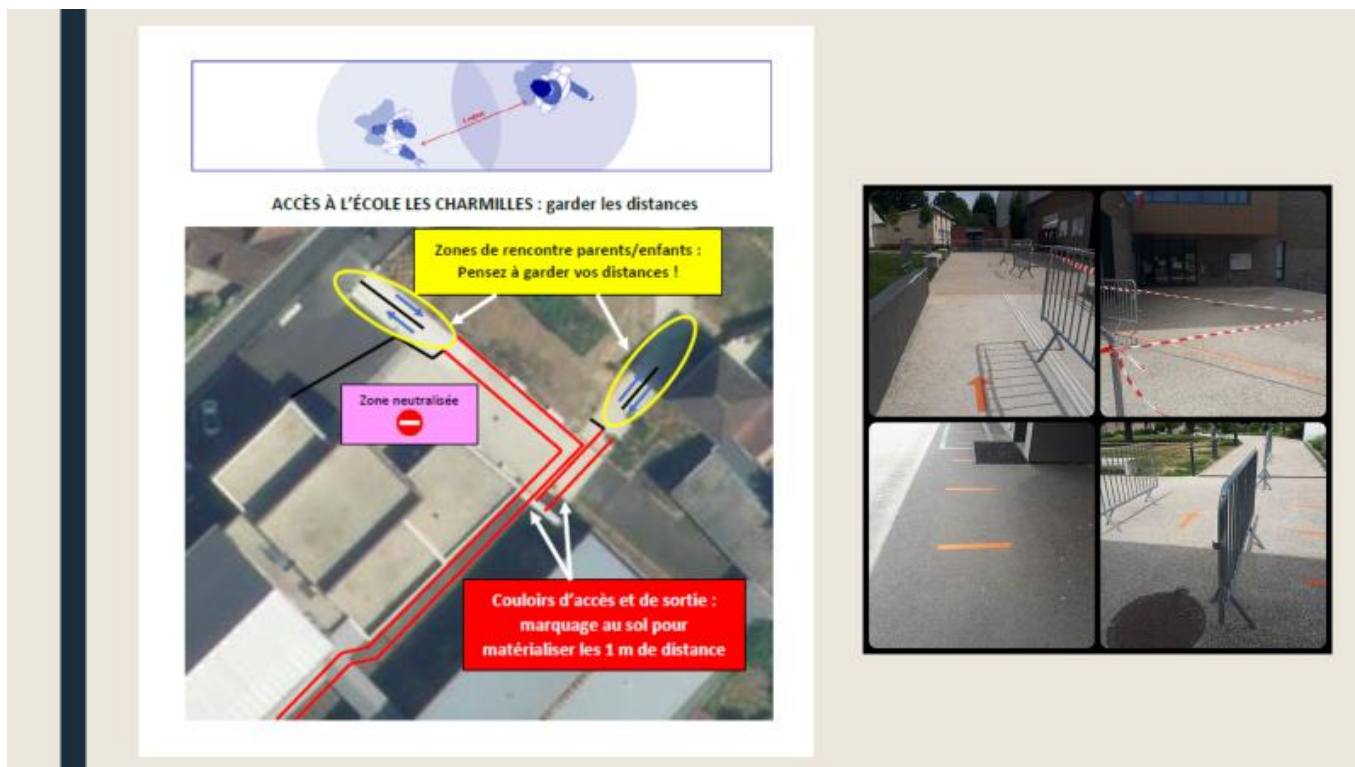 ACCÈS À L'ÉCOLE LES CHARMILLES : garder les distances
Zones de rencontre parents/enfants :
Pensez à garder vos distances !
Zone neutralisée
Couloirs d'accès et de sortie :
marquage au sol pour
matérialiser les 1 m de distance